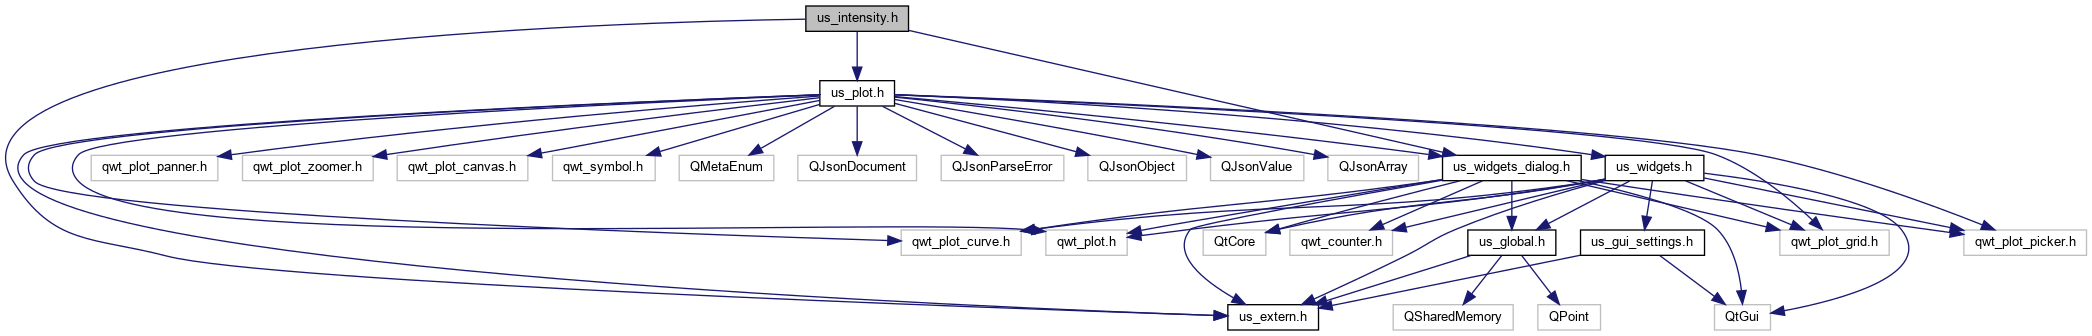 us_intensity.h
us_plot.h
qwt_plot_panner.h
qwt_plot_zoomer.h
qwt_plot_canvas.h
qwt_symbol.h
QMetaEnum
QJsonDocument
QJsonParseError
QJsonObject
QJsonValue
QJsonArray
us_widgets_dialog.h
us_widgets.h
qwt_plot_curve.h
qwt_plot.h
QtCore
qwt_counter.h
us_global.h
us_gui_settings.h
qwt_plot_grid.h
qwt_plot_picker.h
us_extern.h
QSharedMemory
QPoint
QtGui